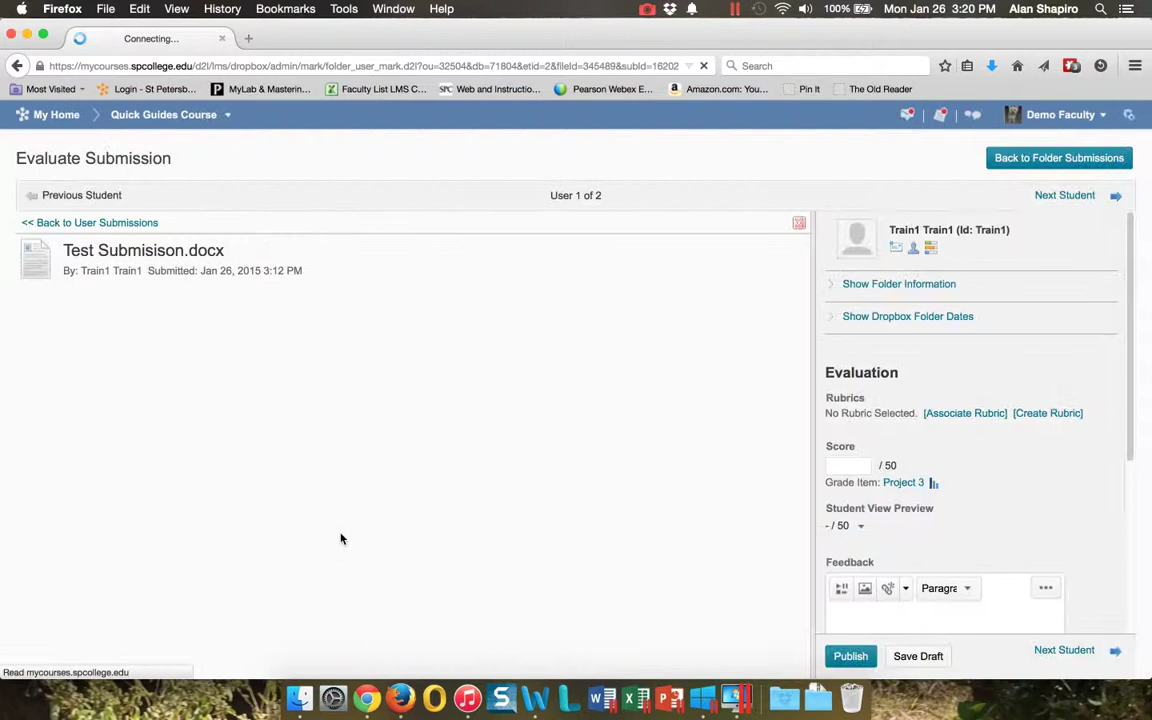 Firefox File Edit View History Bookmarks Tools Window Help 100% Mon Jan 26 3:20 PM Alan Shapiro
Connecting...
https://mycourses.spcollege.edu/d2l/lms/dropbox/admin/mark/folder_user_mark.d2l?ou=32504&db=71804&etid=2&fileId=345489&subId=16202 Search
Most Visited Login - St Petersb... MyLab & Masterin... Faculty List LMS C... SPC Web and Instructio... Pearson Webex E... Amazon.com: You... Pin It The Old Reader
My Home Quick Guides Course Demo Faculty
Evaluate Submission
Back to Folder Submissions
Previous Student User 1 of 2 Next Student
<< Back to User Submissions
Test Submisison.docx
By: Train1 Train1 Submitted: Jan 26, 2015 3:12 PM
Train1 Train1 (Id: Train1)
Show Folder Information
Show Dropbox Folder Dates
Evaluation
Rubrics
No Rubric Selected. [Associate Rubric] [Create Rubric]
Score
/ 50
Grade Item: Project 3
Student View Preview
- / 50
Feedback
Paragra
Publish Save Draft Next Student
Read mycourses.spcollege.edu